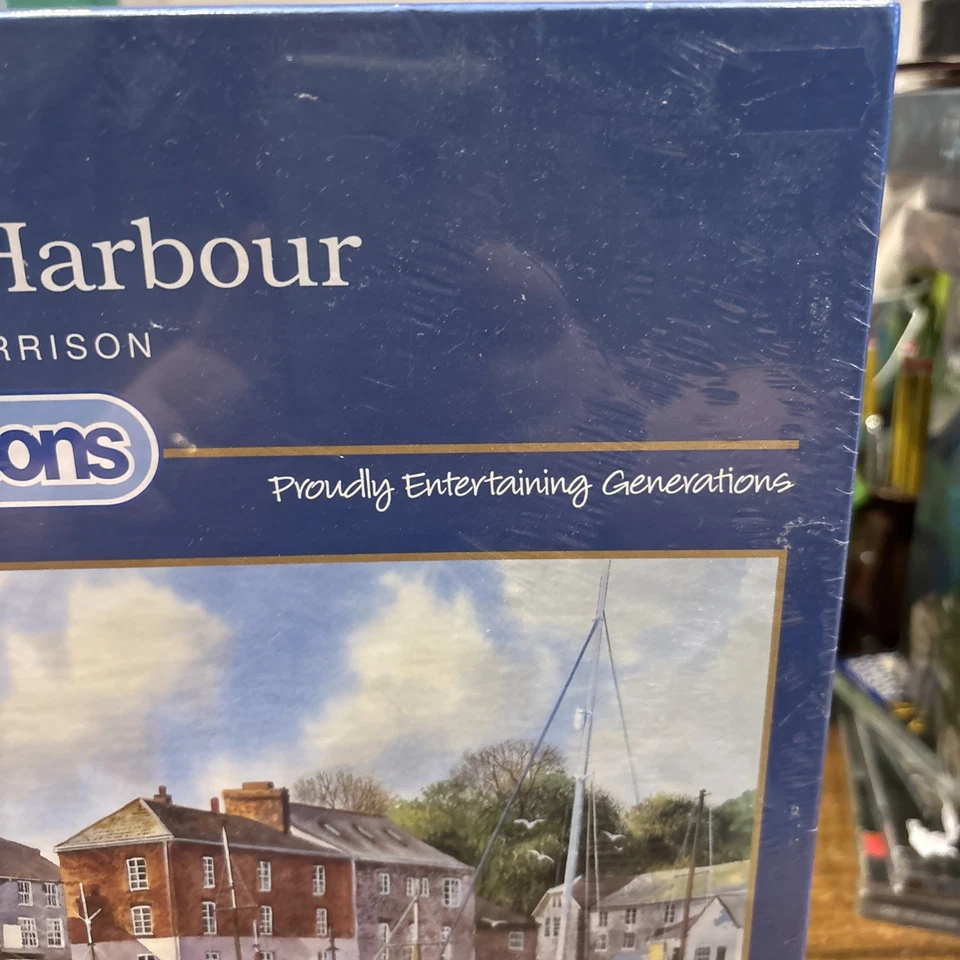 Harbour
RRISON
ons
Proudly Entertaining Generations